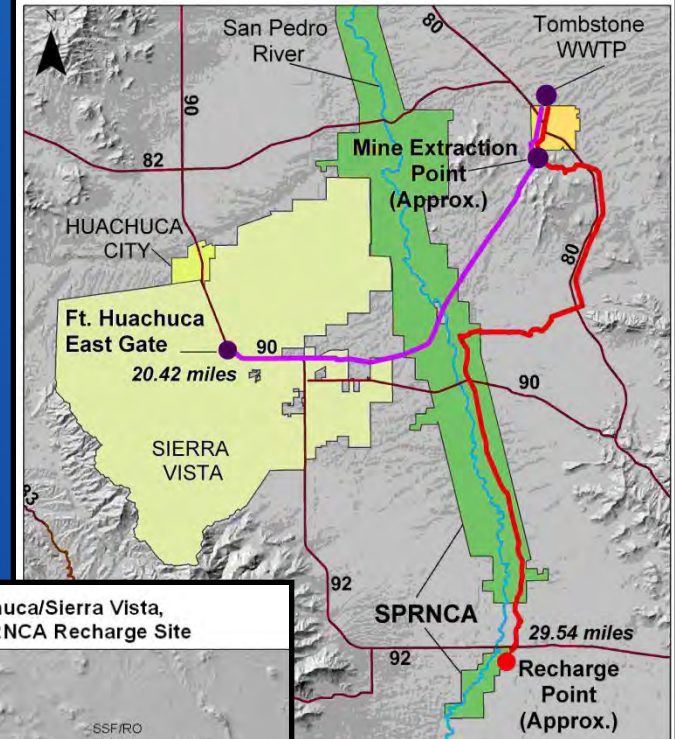 N
San Pedro
River
80
Tombstone
WWTP
90
82
Mine Extraction
Point
(Approx.)
HUACHUCA
CITY
80
Ft. Huachuca
East Gate
90
20.42 miles
90
SIERRA
VISTA
83
92
SPRNCA
29.54 miles
92
Recharge
Point
(Approx.)
Sierra Vista,
Recharge Site
SSF/RO